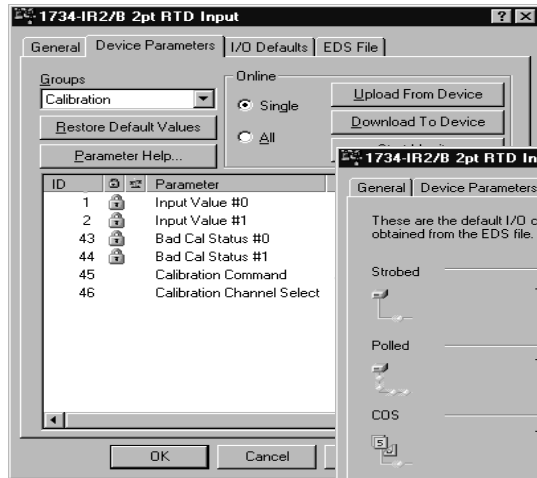 1734-IR2/B 2pt RTD Input
General Device Parameters I/O Defaults EDS File
Groups
Calibration
Restore Default Values
Parameter Help...
Online
Single
All
Upload From Device
Download To Device
ID Parameter
1 Input Value #0
2 Input Value #1
43 Bad Cal Status #0
44 Bad Cal Status #1
45 Calibration Command
46 Calibration Channel Select
OK Cancel
1734-IR2/B 2pt RTD In
General Device Parameters
These are the default I/O c
obtained from the EDS file.
Strobed
Polled
COS